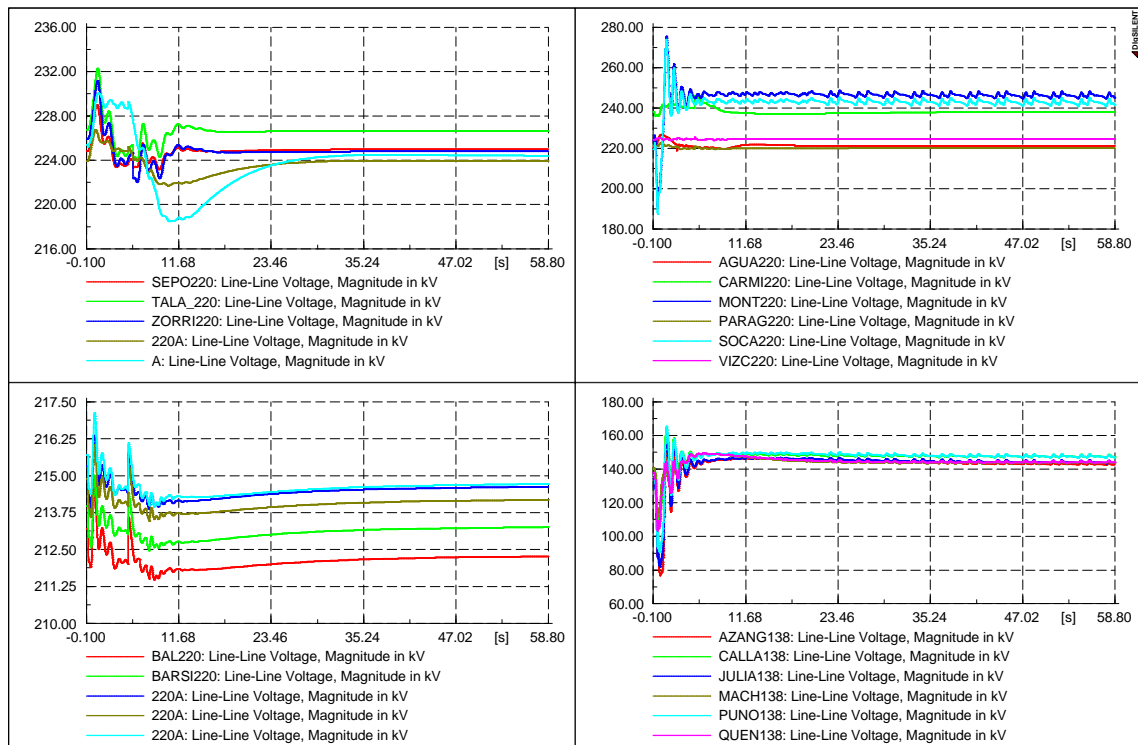 236.00
232.00
228.00
224.00
220.00
216.00
-0.100 11.68 23.46 35.24 47.02 [s] 58.80
SEPO220: Line-Line Voltage, Magnitude in kV
TALA_220: Line-Line Voltage, Magnitude in kV
ZORRI220: Line-Line Voltage, Magnitude in kV
220A: Line-Line Voltage, Magnitude in kV
A: Line-Line Voltage, Magnitude in kV
DIgSILENT
280.00
260.00
240.00
220.00
200.00
180.00
-0.100 11.68 23.46 35.24 47.02 [s] 58.80
AGUA220: Line-Line Voltage, Magnitude in kV
CARMI220: Line-Line Voltage, Magnitude in kV
MONT220: Line-Line Voltage, Magnitude in kV
PARAG220: Line-Line Voltage, Magnitude in kV
SOCA220: Line-Line Voltage, Magnitude in kV
VIZC220: Line-Line Voltage, Magnitude in kV
217.50
216.25
215.00
213.75
212.50
211.25
210.00
-0.100 11.68 23.46 35.24 47.02 [s] 58.80
BAL220: Line-Line Voltage, Magnitude in kV
BARSI220: Line-Line Voltage, Magnitude in kV
220A: Line-Line Voltage, Magnitude in kV
220A: Line-Line Voltage, Magnitude in kV
220A: Line-Line Voltage, Magnitude in kV
180.00
160.00
140.00
120.00
100.00
80.00
60.00
-0.100 11.68 23.46 35.24 47.02 [s] 58.80
AZANG138: Line-Line Voltage, Magnitude in kV
CALLA138: Line-Line Voltage, Magnitude in kV
JULIA138: Line-Line Voltage, Magnitude in kV
MACH138: Line-Line Voltage, Magnitude in kV
PUNO138: Line-Line Voltage, Magnitude in kV
QUEN138: Line-Line Voltage, Magnitude in kV